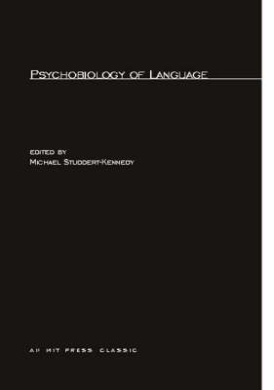 PSYCHOBIOLOGY OF LANGUAGE
EDITED BY
MICHAEL STUDDERT-KENNEDY
AN MIT PRESS CLASSIC